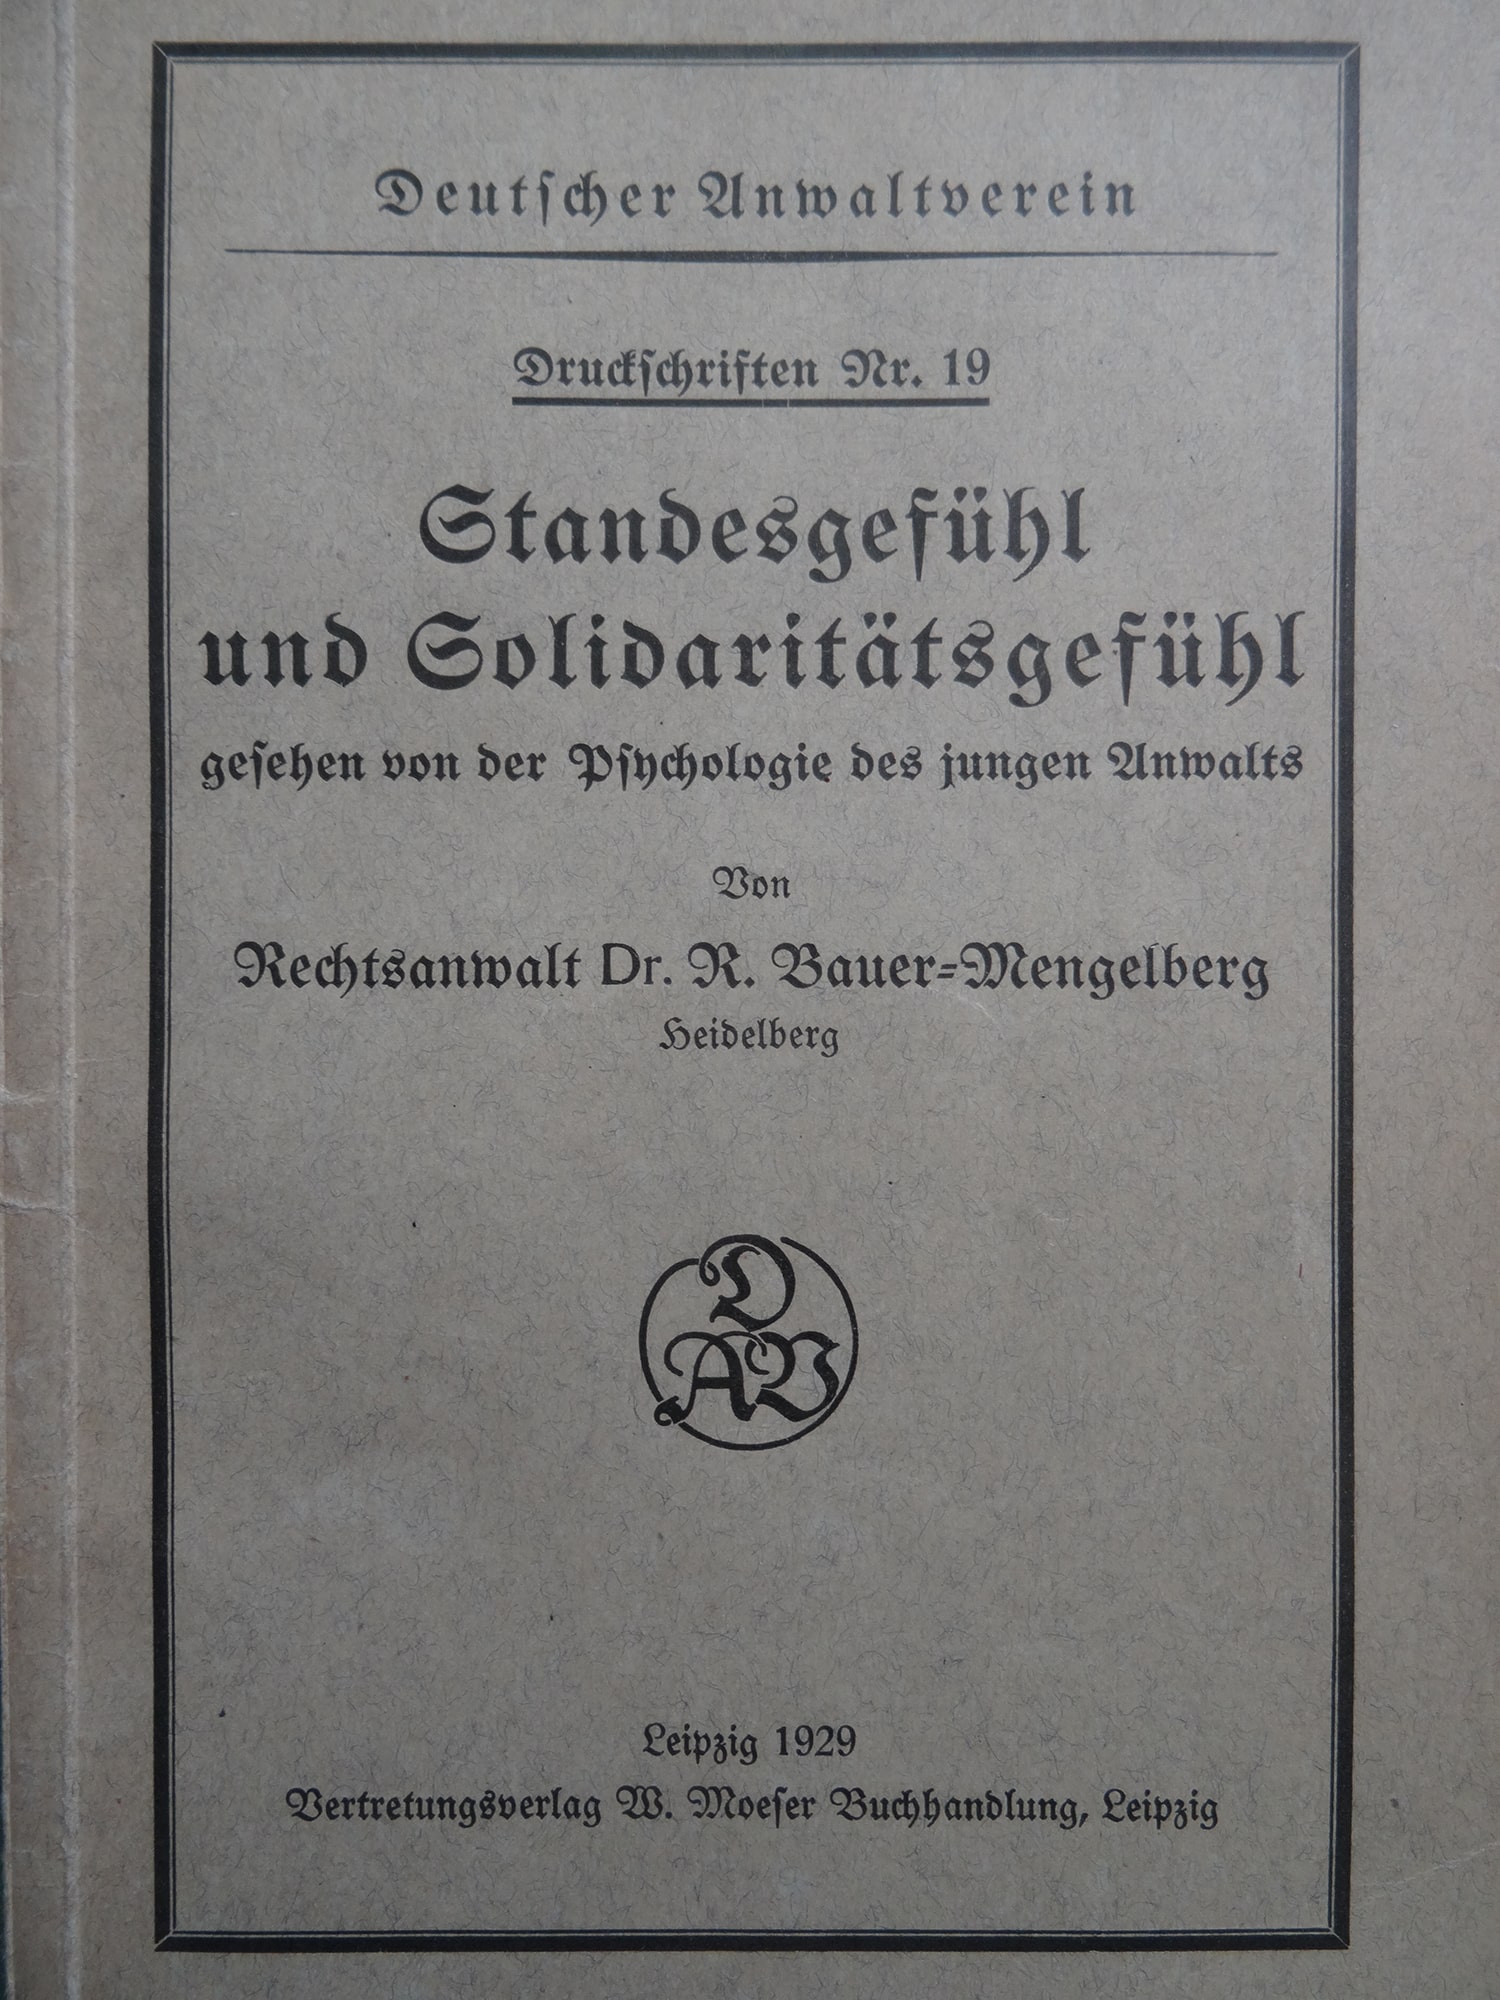 Deutscher Anwaltverein
Druckschriften Nr. 19
Standesgefühl
und Solidaritätsgefühl
gesehen von der Psychologie des jungen Anwalts
Von
Rechtsanwalt Dr. R. Bauer-Mengelberg
Heidelberg
D
AV
Leipzig 1929
Vertretungsverlag W. Moeser Buchhandlung, Leipzig